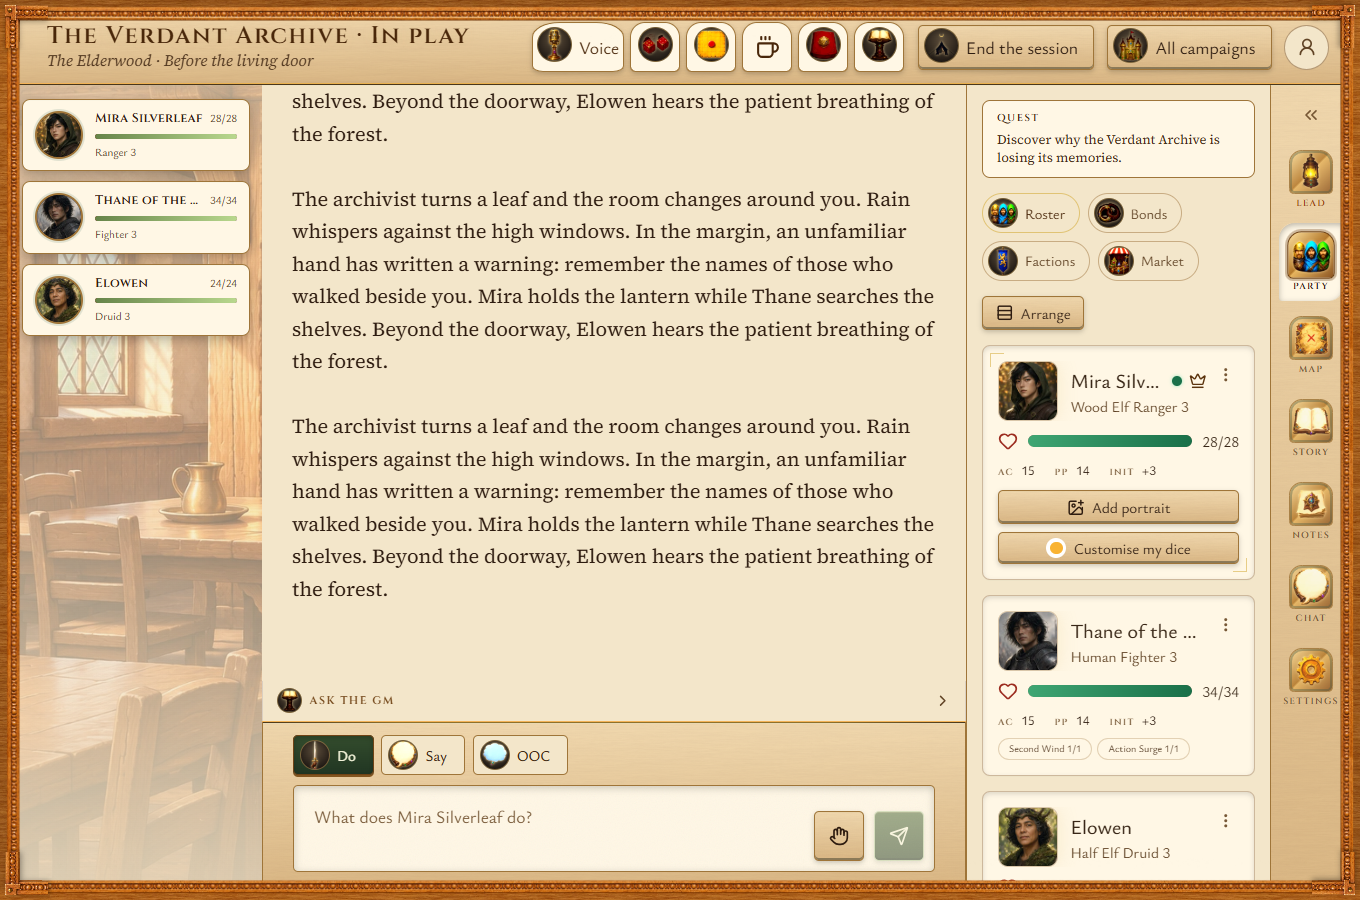 The Verdant Archive · In play
The Elderwood · Before the living door
Voice
End the session
All campaigns
Mira Silverleaf 28/28
Ranger 3
Thane of the ... 34/34
Fighter 3
Elowen 24/24
Druid 3
shelves. Beyond the doorway, Elowen hears the patient breathing of
the forest.
The archivist turns a leaf and the room changes around you. Rain
whispers against the high windows. In the margin, an unfamiliar
hand has written a warning: remember the names of those who
walked beside you. Mira holds the lantern while Thane searches the
shelves. Beyond the doorway, Elowen hears the patient breathing of
the forest.
The archivist turns a leaf and the room changes around you. Rain
whispers against the high windows. In the margin, an unfamiliar
hand has written a warning: remember the names of those who
walked beside you. Mira holds the lantern while Thane searches the
shelves. Beyond the doorway, Elowen hears the patient breathing of
the forest.
ASK THE GM
Do
Say
OOC
What does Mira Silverleaf do?
QUEST
Discover why the Verdant Archive is
losing its memories.
Roster
Bonds
Factions
Market
Arrange
Mira Silv...
Wood Elf Ranger 3
28/28
AC 15 PP 14 INIT +3
Add portrait
Customise my dice
Thane of the ...
Human Fighter 3
34/34
AC 15 PP 14 INIT +3
Second Wind 1/1
Action Surge 1/1
Elowen
Half Elf Druid 3
LEAD
PARTY
MAP
STORY
NOTES
CHAT
SETTINGS